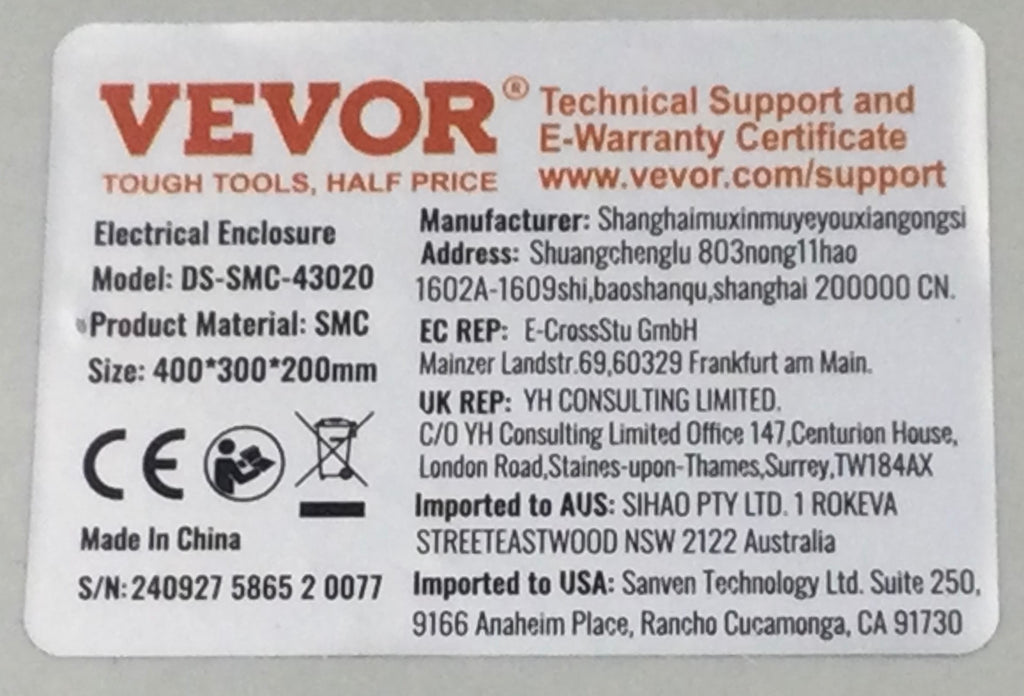 VEVOR®
TOUGH TOOLS, HALF PRICE
Technical Support and
E-Warranty Certificate
www.vevor.com/support
Electrical Enclosure
Model: DS-SMC-43020
Product Material: SMC
Size: 400*300*200mm
CE
Made In China
S/N: 240927 5865 2 0077
Manufacturer: Shanghaimuxinmuyeyouxiangongsi
Address: Shuangchenglu 803nong11hao
1602A-1609shi,baoshanqu,shanghai 200000 CN.
EC REP: E-CrossStu GmbH
Mainzer Landstr.69,60329 Frankfurt am Main.
UK REP: YH CONSULTING LIMITED.
C/O YH Consulting Limited Office 147,Centurion House,
London Road,Staines-upon-Thames,Surrey,TW184AX
Imported to AUS: SIHAO PTY LTD. 1 ROKEVA
STREETEASTWOOD NSW 2122 Australia
Imported to USA: Sanven Technology Ltd. Suite 250,
9166 Anaheim Place, Rancho Cucamonga, CA 91730